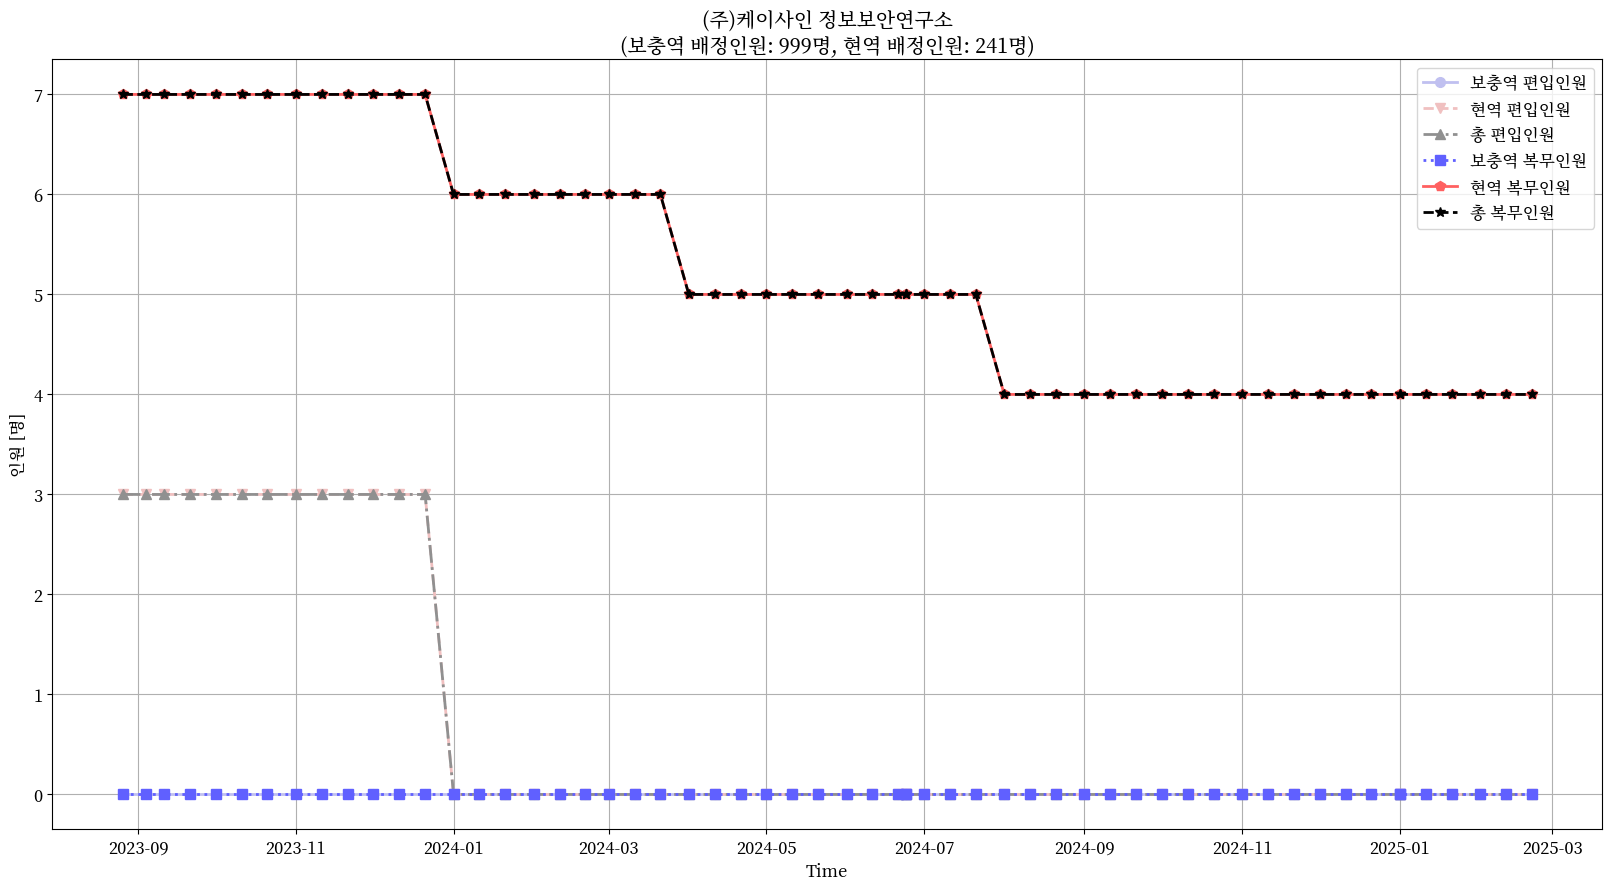 (주)케이사인 정보보안연구소
(보충역 배정인원: 999명, 현역 배정인원: 241명)
보충역 편입인원
현역 편입인원
총 편입인원
보충역 복무인원
현역 복무인원
총 복무인원
7
6
5
4
3
2
1
0
인원 [명]
2023-09
2023-11
2024-01
2024-03
2024-05
2024-07
2024-09
2024-11
2025-01
2025-03
Time